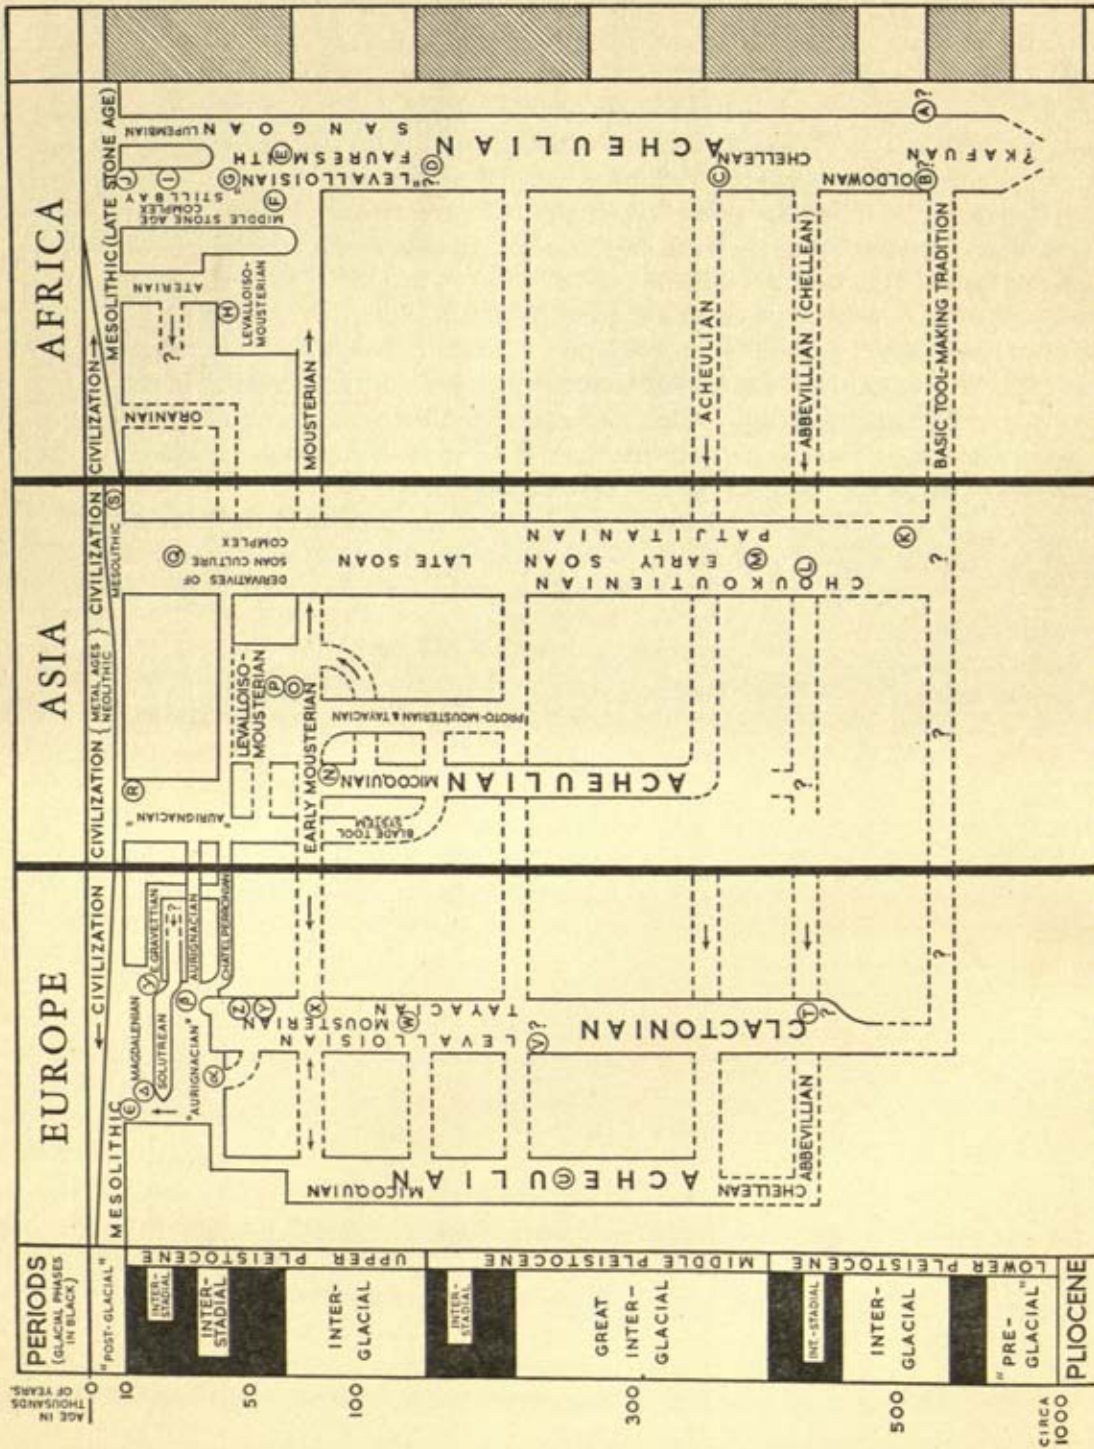 PERIODS
(GLACIAL PHASES
IN BLACK)
EUROPE
ASIA
AFRICA
AGE IN
THOUSANDS
OF YEARS.
0
10
50
100
300
500
CIRCA
1000
"POST-GLACIAL"
INTER-
STADIAL
INTER-
STADIAL
INTER-
GLACIAL
INTER-
STADIAL
GREAT
INTER-
GLACIAL
INT.-STADIAL
INTER-
GLACIAL
"PRE-
GLACIAL"
PLIOCENE
UPPER PLEISTOCENE
MIDDLE PLEISTOCENE
LOWER PLEISTOCENE
← CIVILIZATION
MESOLITHIC
E
Δ
MAGDALENIAN
SOLUTREAN
γ
E. GRAVETTIAN
?
"AURIGNACIAN"
β
AURIGNACIAN
CHATELPERRONIAN
α
Z
Y
X
MOUSTERIAN
W
TAYACIAN
LEVALLOISIAN
V?
MICOQUIAN
ACHEULIAN
U
CLACTONIAN
T
?
CHELLEAN
ABBEVILLIAN
?
CIVILIZATION { METAL AGES } CIVILIZATION
NEOLITHIC
MESOLITHIC
S
R
"AURIGNACIAN"
Q
DERIVATIVES OF
SOAN CULTURE
COMPLEX
LEVALLOISO-
MOUSTERIAN
P
O
EARLY MOUSTERIAN
N
BLADE TOOL
SYSTEM
MICOQUIAN
ACHEULIAN
PROTO-MOUSTERIAN & TAYACIAN
LATE SOAN
EARLY SOAN
PATJITANIAN
CHOUKOUTIENIAN
M
L
K
?
?
?
CIVILIZATION →
MESOLITHIC (LATE STONE AGE)
ORANIAN
ATERIAN
?
H
LEVALLOISO-
MOUSTERIAN
MOUSTERIAN →
MIDDLE STONE AGE
COMPLEX
STILLBAY
J
I
G
F
"LEVALLOISIAN"
E
FAURESMITH
D
?
LUPEMBIAN
SANGOAN
ACHEULIAN
C
← ACHEULIAN
CHELLEAN
← ABBEVILLIAN (CHELLEAN)
OLDOWAN
B?
A?
BASIC TOOL-MAKING TRADITION
? KAFUAN